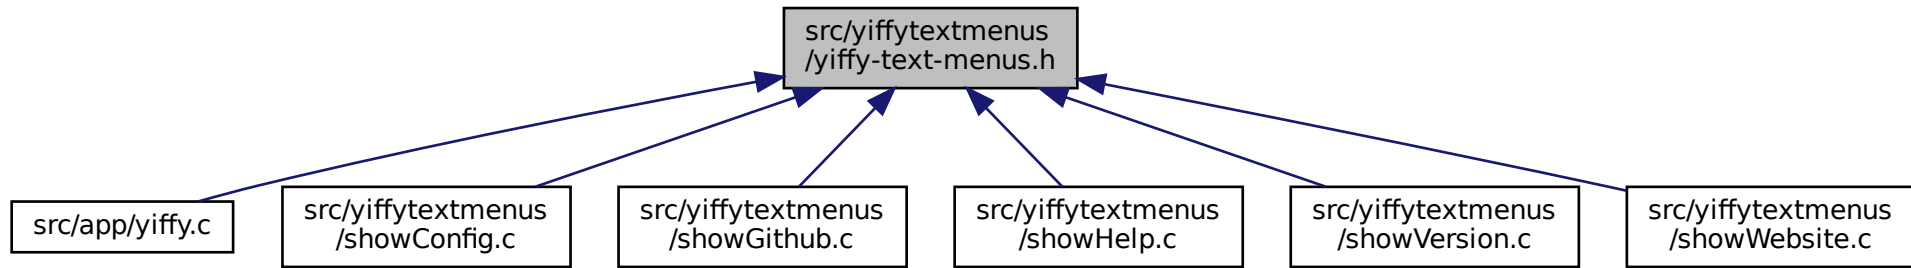 src/yiffytextmenus
/yiffy-text-menus.h
src/app/yiffy.c
src/yiffytextmenus
/showConfig.c
src/yiffytextmenus
/showGithub.c
src/yiffytextmenus
/showHelp.c
src/yiffytextmenus
/showVersion.c
src/yiffytextmenus
/showWebsite.c